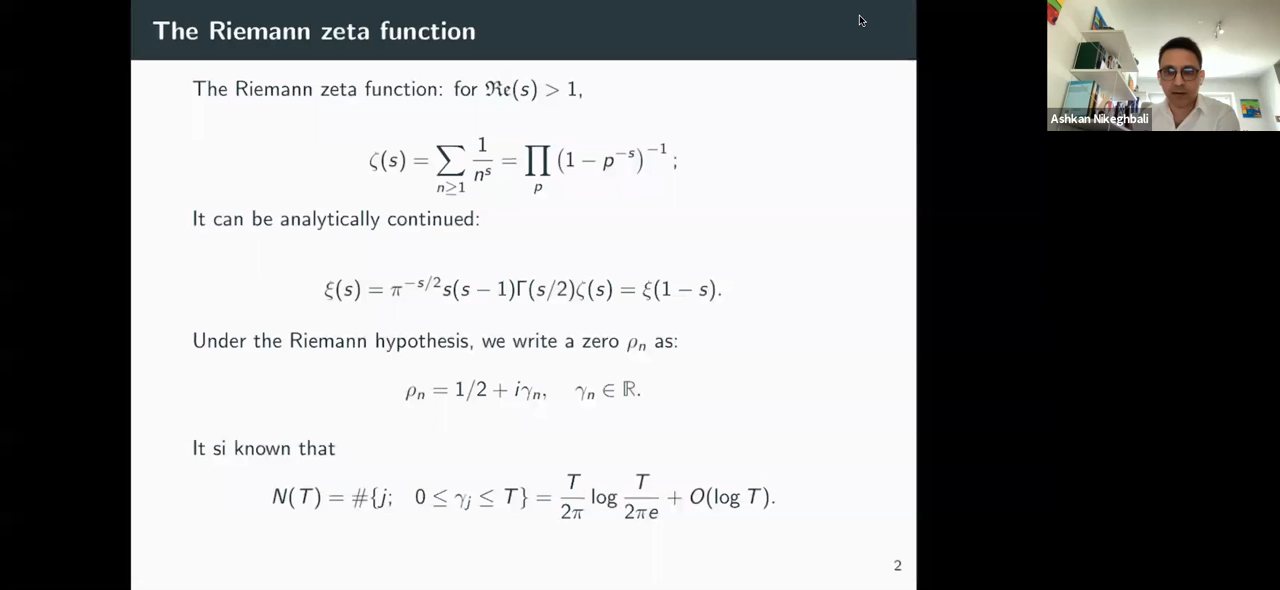 The Riemann zeta function
The Riemann zeta function: for ℜe(s) > 1,
ζ(s) = ∑_{n≥1} 1/n^s = ∏_p (1 − p^{−s})^{−1};
It can be analytically continued:
ξ(s) = π^{−s/2}s(s − 1)Γ(s/2)ζ(s) = ξ(1 − s).
Under the Riemann hypothesis, we write a zero ρ_n as:
ρ_n = 1/2 + iγ_n, γ_n ∈ ℝ.
It si known that
N(T) = #{j; 0 ≤ γ_j ≤ T} = T/2π log T/2πe + O(log T).
2
Ashkan Nikeghbali